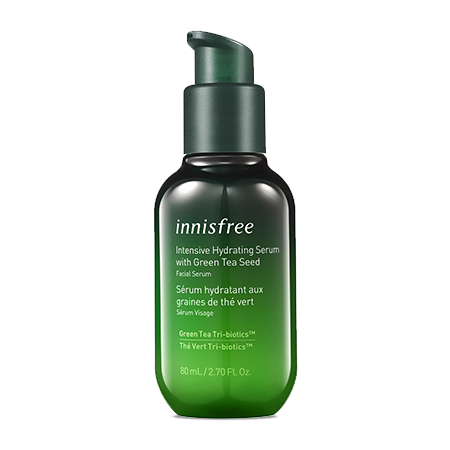 innisfree
Intensive Hydrating Serum
with Green Tea Seed
Facial Serum
Sérum hydratant aux
graines de thé vert
Sérum Visage
Green Tea Tri-biotics™
Thé Vert Tri-biotics™
80 mL / 2.70 Fl. Oz.